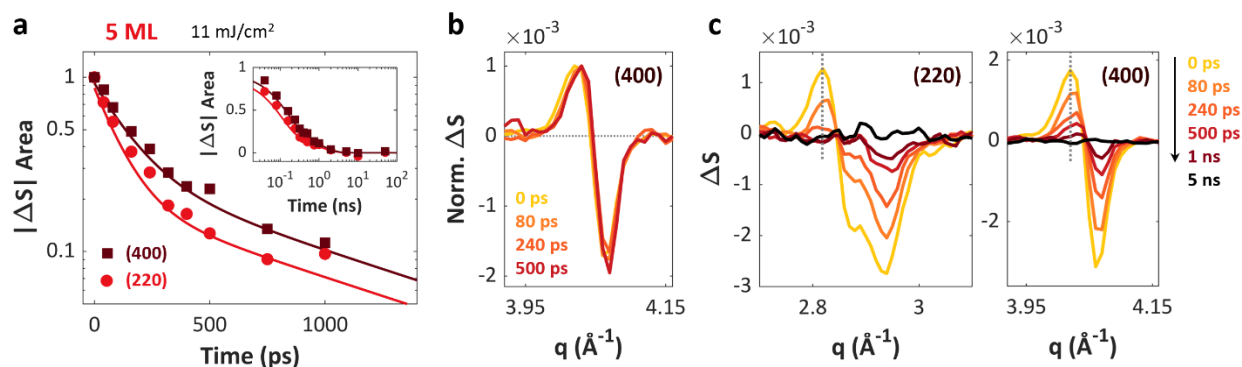 a
5 ML
11 mJ/cm²
|ΔS| Area
1
0.5
0.1
0
500
1000
Time (ps)
(400)
(220)
|ΔS| Area
1
0.5
0
10⁻¹
10⁰
10¹
10²
Time (ns)
b
×10⁻³
(400)
Norm. ΔS
1
0
-1
-2
0 ps
80 ps
240 ps
500 ps
3.95
4.15
q (Å⁻¹)
c
×10⁻³
(220)
ΔS
2
1
0
-1
-2
-3
2.8
3
q (Å⁻¹)
×10⁻³
(400)
2
0
-2
3.95
4.15
q (Å⁻¹)
0 ps
80 ps
240 ps
500 ps
1 ns
5 ns